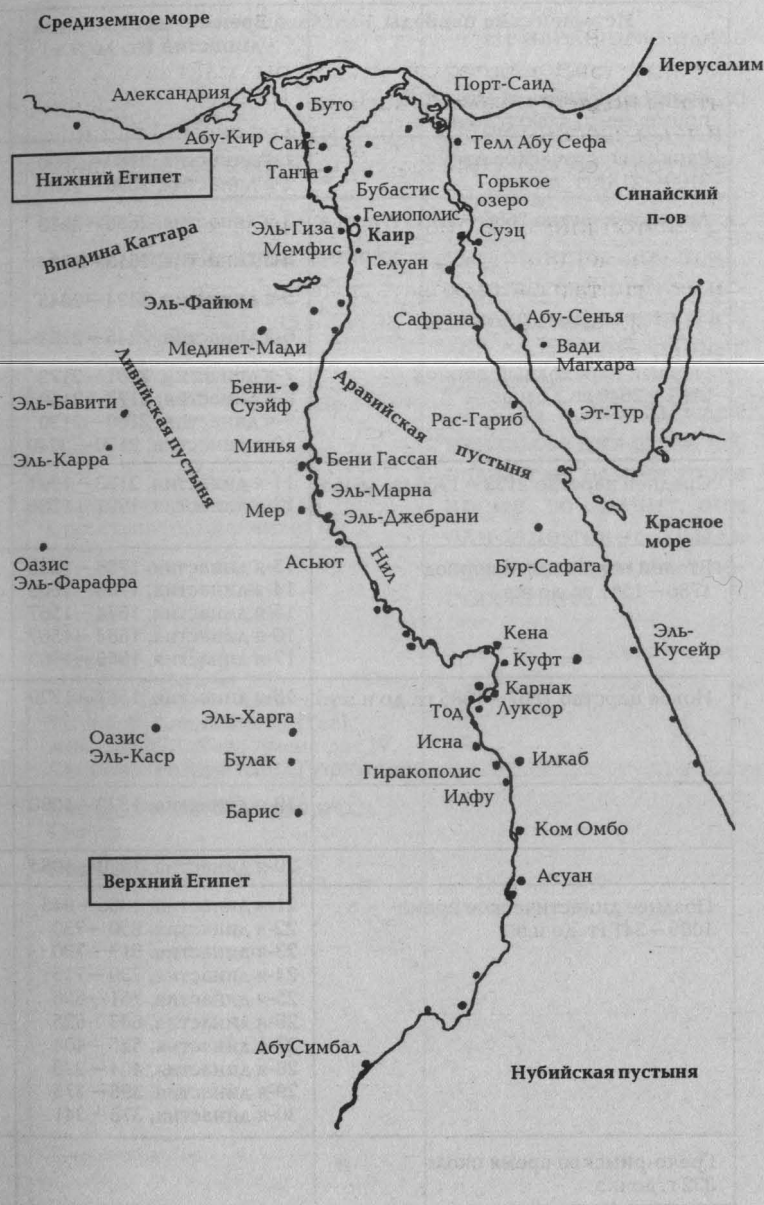 Средиземное море
Иерусалим
Порт-Саид
Александрия
Буто
Абу-Кир
Саис
Телл Абу Сефа
Нижний Египет
Танта
Бубастис
Горькое
озеро
Синайский
п-ов
Гелиополис
Эль-Гиза
Каир
Суэц
Впадина Каттара
Мемфис
Гелуан
Эль-Файюм
Сафрана
Абу-Сенья
Мединет-Мади
Вади
Магхара
Ливийская пустыня
Аравийская пустыня
Бени-
Суэйф
Эль-Бавити
Рас-Гариб
Эт-Тур
Минья
Эль-Карра
Бени Гассан
Эль-Марна
Мер
Эль-Джебрани
Красное
море
Асьют
Нил
Оазис
Эль-Фарафра
Бур-Сафага
Кена
Эль-
Кусейр
Куфт
Карнак
Тод
Луксор
Эль-Харга
Оазис
Эль-Каср
Исна
Булак
Гиракополис
Илкаб
Идфу
Барис
Ком Омбо
Верхний Египет
Асуан
АбуСимбал
Нубийская пустыня